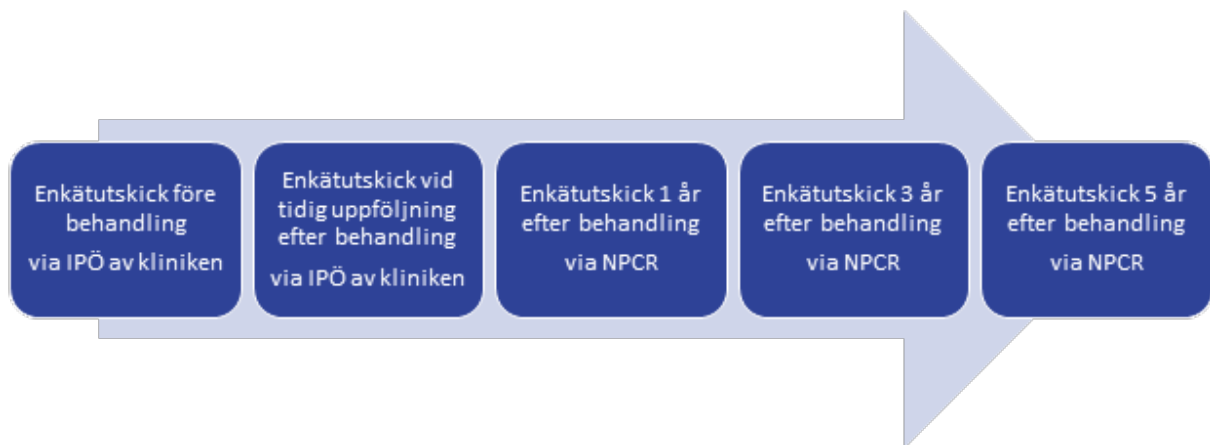 Enkätutskick före
behandling
via IPÖ av kliniken
Enkätutskick vid
tidig uppföljning
efter behandling
via IPÖ av kliniken
Enkätutskick 1 år
efter behandling
via NPCR
Enkätutskick 3 år
efter behandling
via NPCR
Enkätutskick 5 år
efter behandling
via NPCR